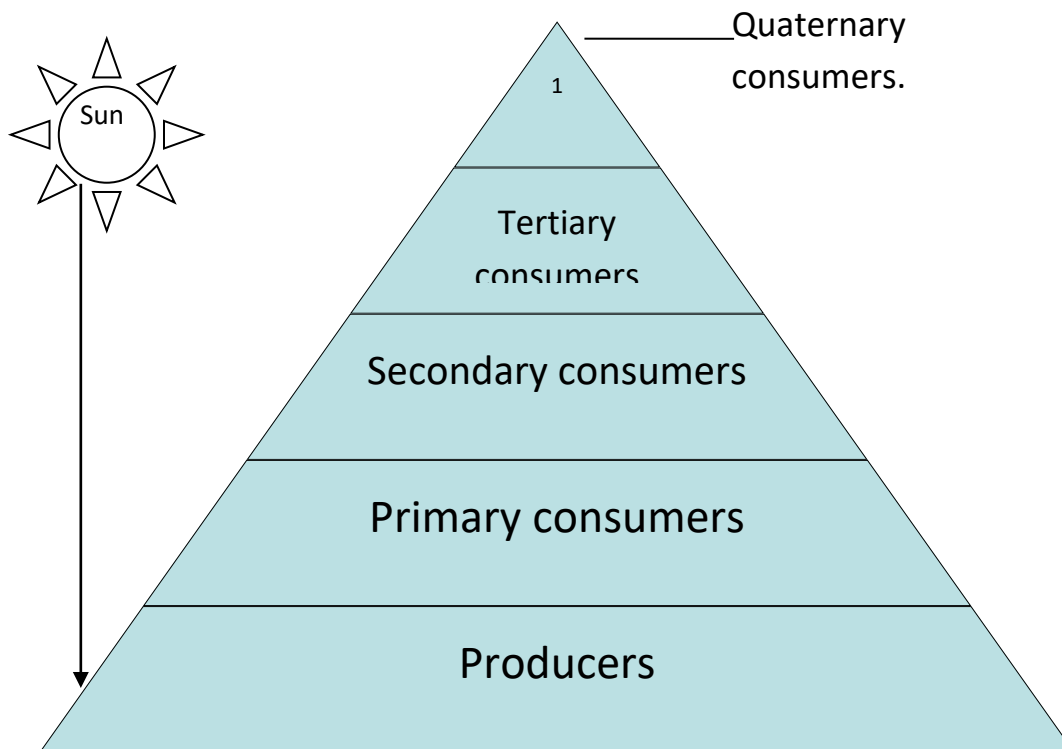 Quaternary
consumers.
1
Sun
Tertiary
consumers
Secondary consumers
Primary consumers
Producers